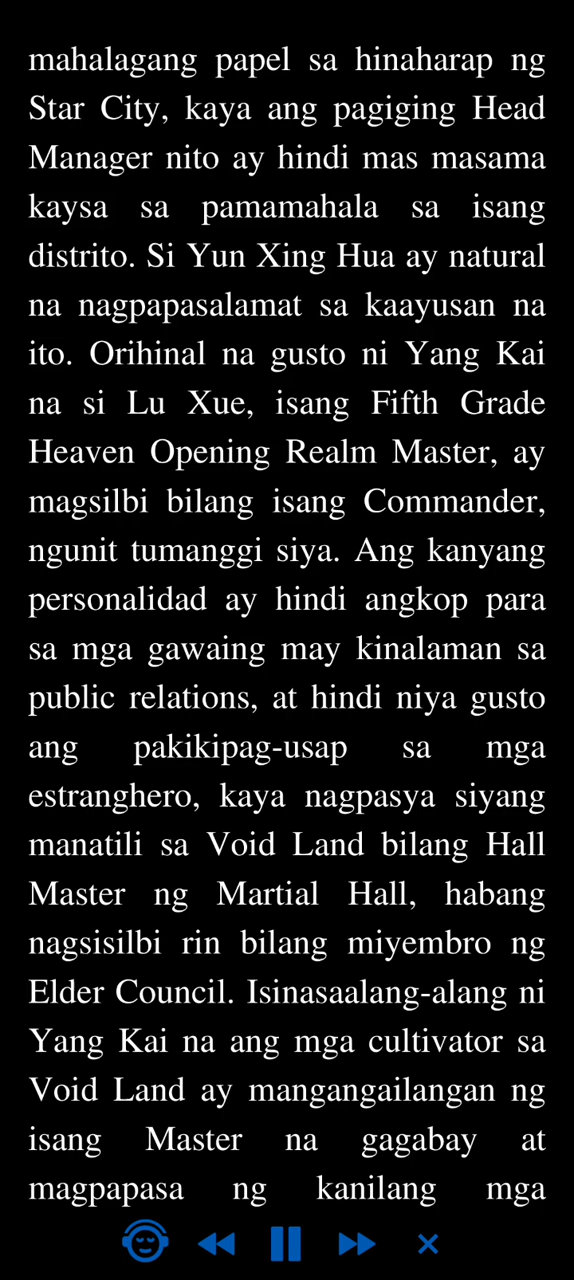 mahalagang papel sa hinaharap ng
Star City, kaya ang pagiging Head
Manager nito ay hindi mas masama
kaysa sa pamamahala sa isang
distrito. Si Yun Xing Hua ay natural
na nagpapasalamat sa kaayusan na
ito. Orihinal na gusto ni Yang Kai
na si Lu Xue, isang Fifth Grade
Heaven Opening Realm Master, ay
magsilbi bilang isang Commander,
ngunit tumanggi siya. Ang kanyang
personalidad ay hindi angkop para
sa mga gawaing may kinalaman sa
public relations, at hindi niya gusto
ang pakikipag-usap sa mga
estranghero, kaya nagpasya siyang
manatili sa Void Land bilang Hall
Master ng Martial Hall, habang
nagsisilbi rin bilang miyembro ng
Elder Council. Isinasaalang-alang ni
Yang Kai na ang mga cultivator sa
Void Land ay mangangailangan ng
isang Master na gagabay at
magpapasa ng kanilang mga